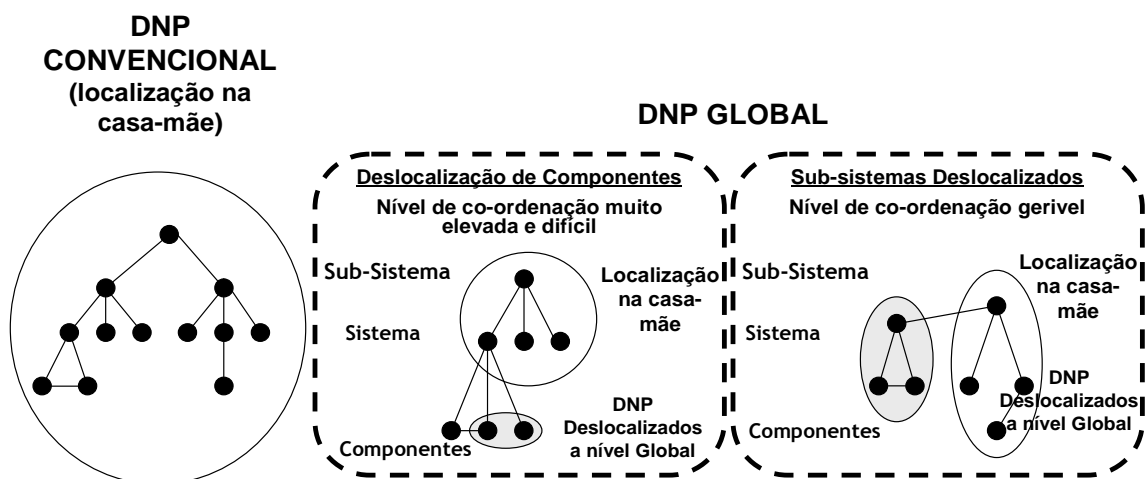 DNP
CONVENCIONAL
(localização na
casa-mãe)
DNP GLOBAL
Deslocalização de Componentes
Nível de co-ordenação muito
elevada e difícil
Sub-Sistema
Localização
na casa-
mãe
Sistema
DNP
Deslocalizados
a nível Global
Componentes
Sub-sistemas Deslocalizados
Nível de co-ordenação gerivel
Sub-Sistema
Localização
na casa-
mãe
Sistema
DNP
Deslocalizados
a nível Global
Componentes